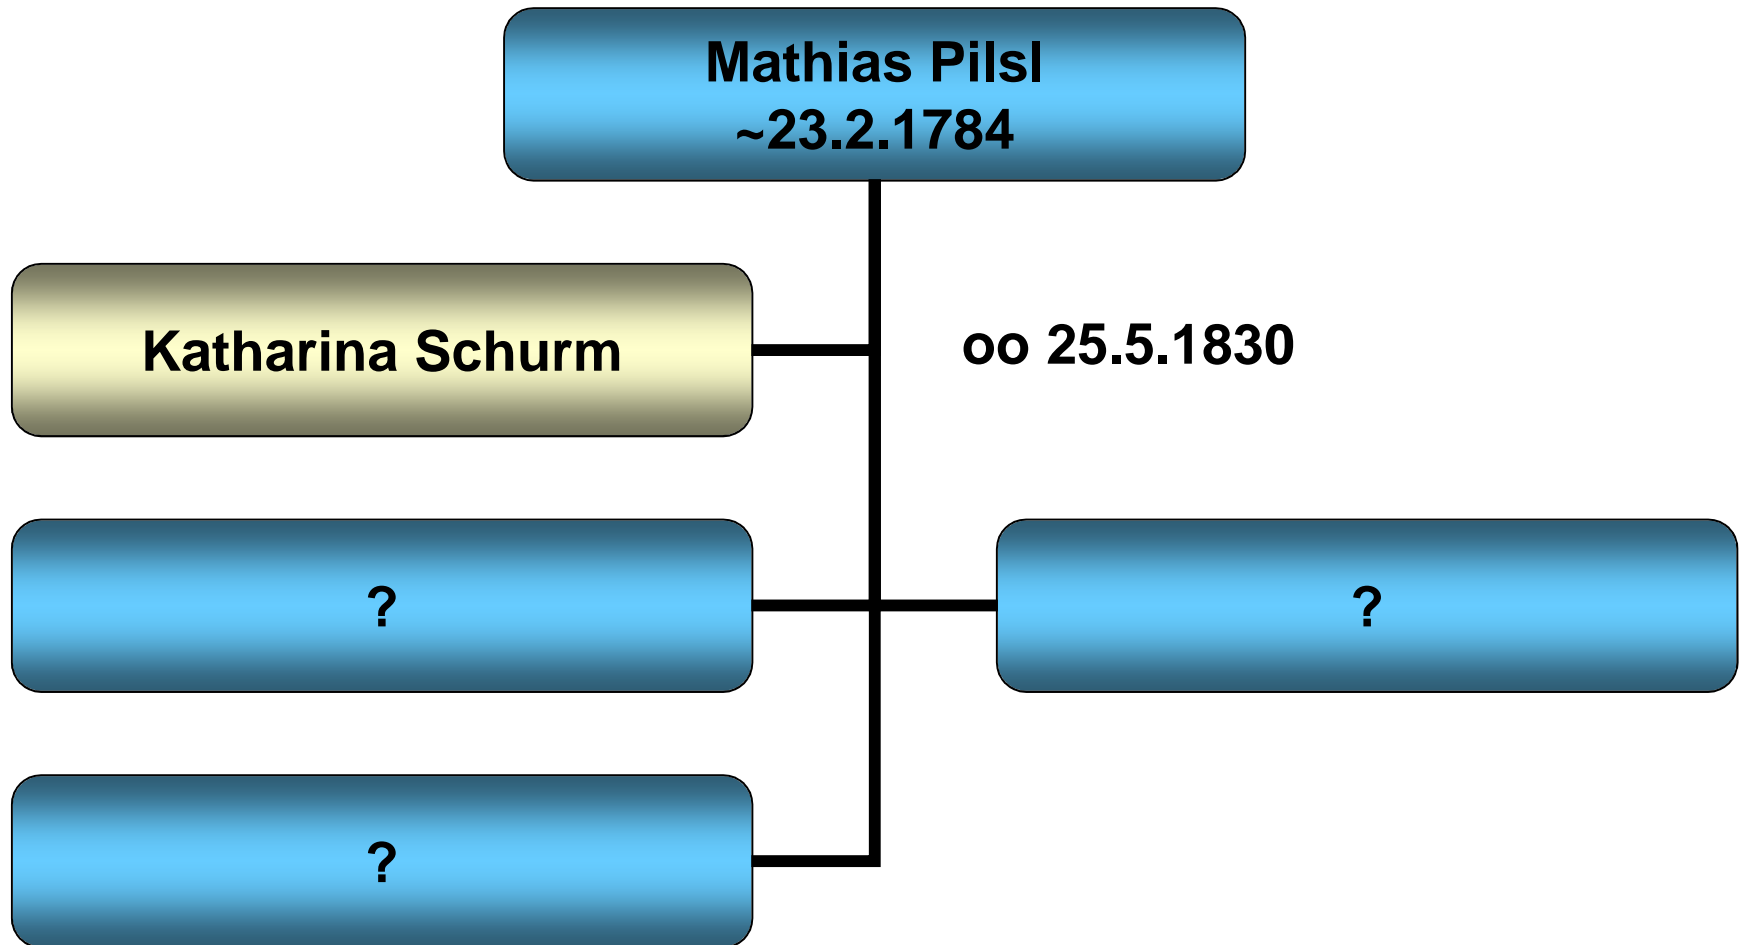 Mathias Pilsl
~23.2.1784
Katharina Schurm
oo 25.5.1830
?
?
?